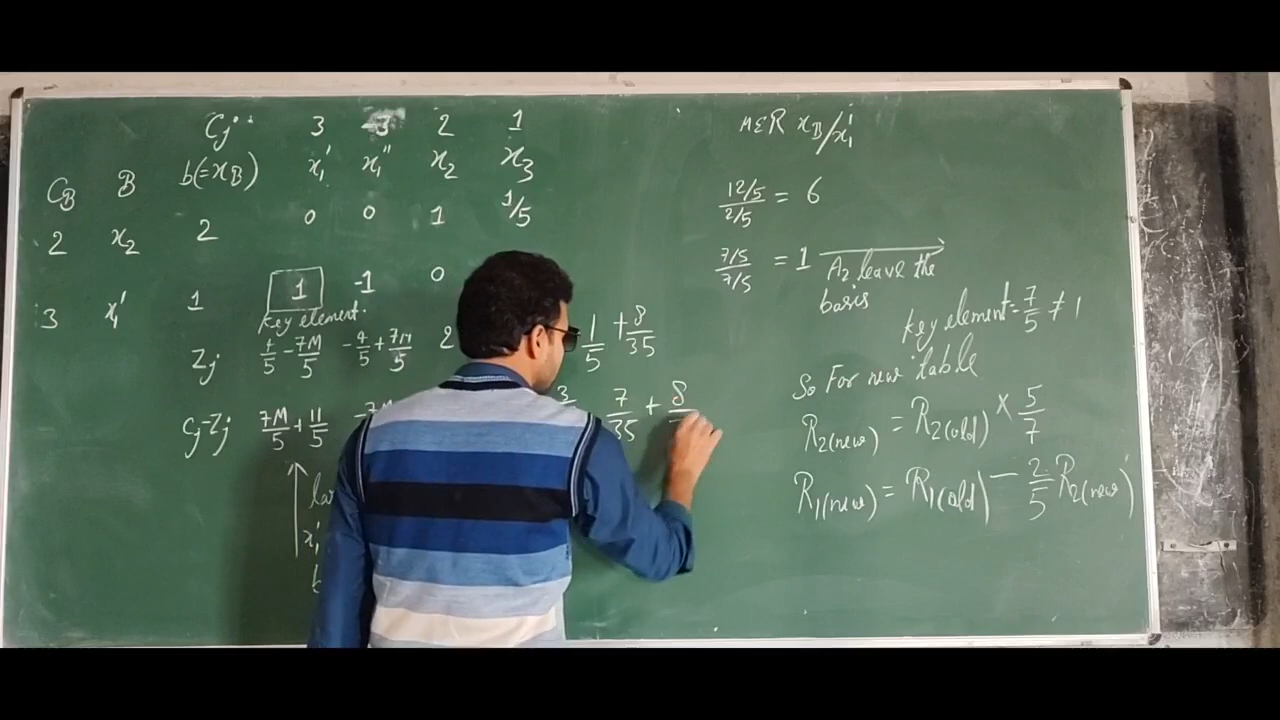 Cj 3 -3 2 1
CB B b(=xB) x1' x1'' x2 x3
2 x2 2 0 0 1 1/5
3 x1' 1 1 -1 0
Key element.
Zj 4/5 - 7M/5 -4/5 + 7M/5 2 1/5 + 8/35
Cj-Zj 7M/5 + 11/5 -7M 3 7/35 + 8
x1'
MER xB/x1'
12/5 / 2/5 = 6
7/5 / 7/5 = 1 A2 leave the
basis
Key element = 7/5 ≠ 1
So For new table
R2(new) = R2(old) × 5/7
R1(new) = R1(old) - 2/5 R2(new)